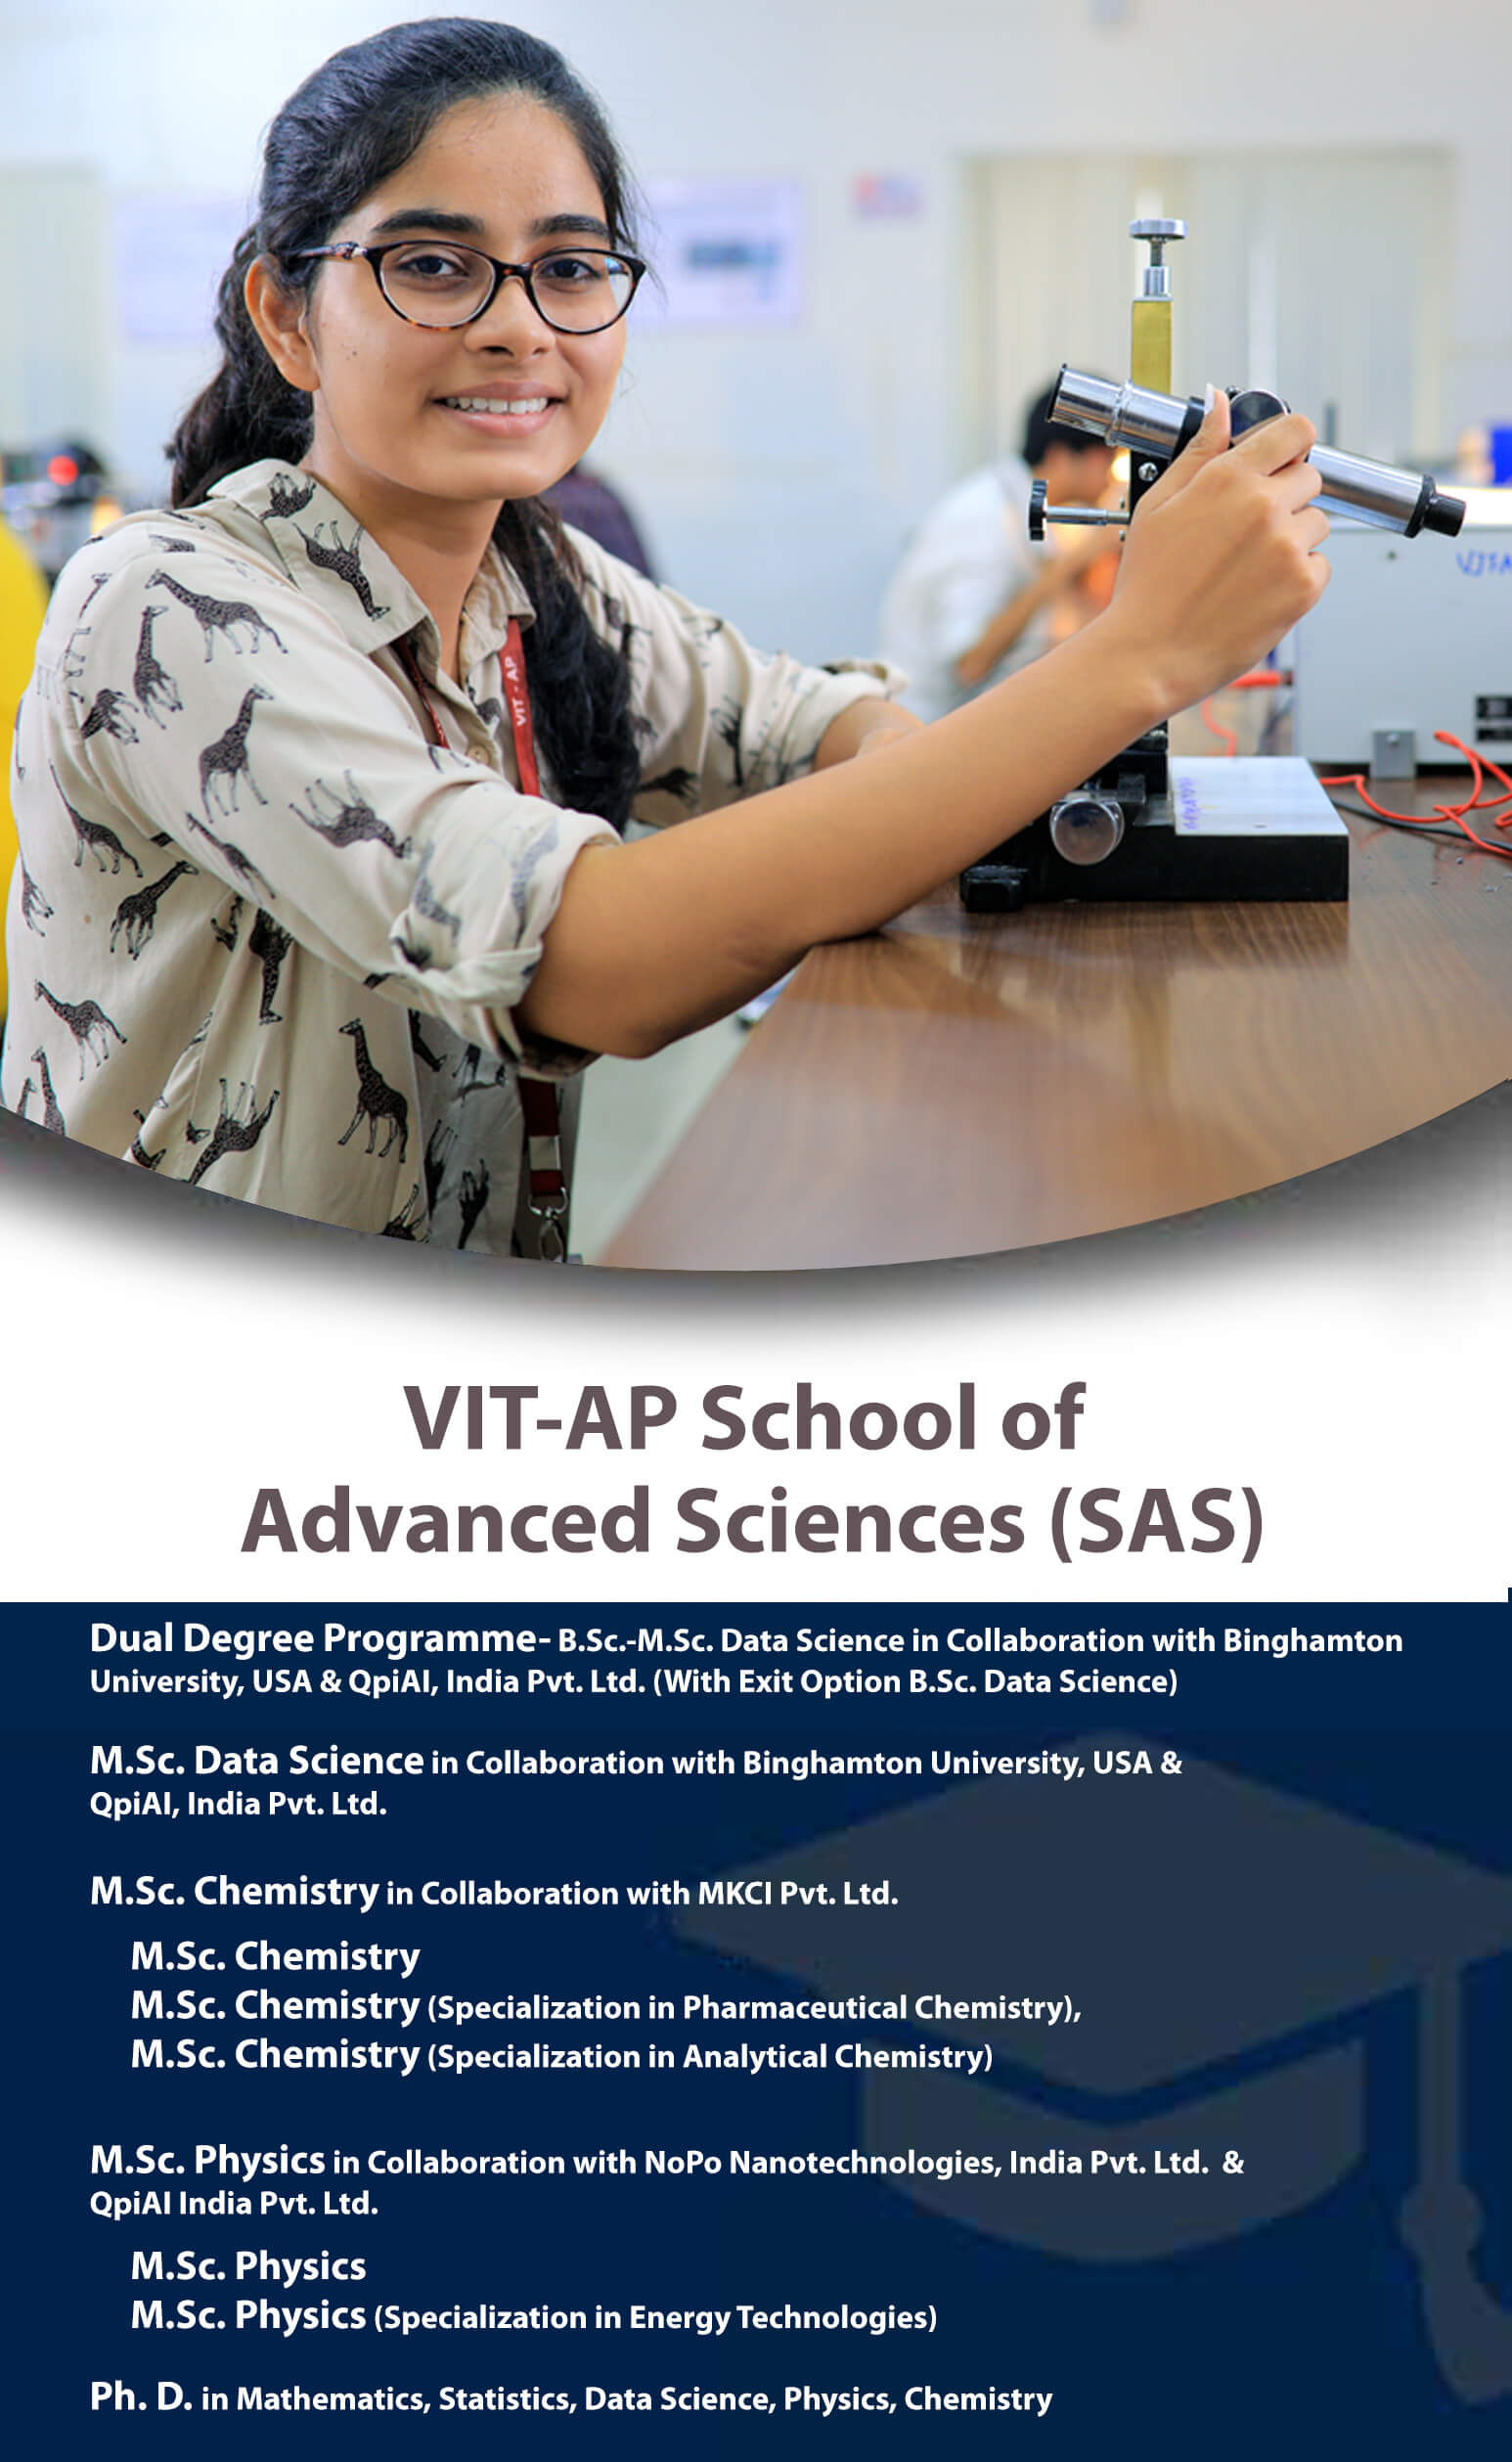 VIT - AP
VIT-AP School of
Advanced Sciences (SAS)
Dual Degree Programme- B.Sc.-M.Sc. Data Science in Collaboration with Binghamton
University, USA & QpiAI, India Pvt. Ltd. (With Exit Option B.Sc. Data Science)
M.Sc. Data Science in Collaboration with Binghamton University, USA &
QpiAI, India Pvt. Ltd.
M.Sc. Chemistry in Collaboration with MKCI Pvt. Ltd.
M.Sc. Chemistry
M.Sc. Chemistry (Specialization in Pharmaceutical Chemistry),
M.Sc. Chemistry (Specialization in Analytical Chemistry)
M.Sc. Physics in Collaboration with NoPo Nanotechnologies, India Pvt. Ltd. &
QpiAI India Pvt. Ltd.
M.Sc. Physics
M.Sc. Physics (Specialization in Energy Technologies)
Ph. D. in Mathematics, Statistics, Data Science, Physics, Chemistry